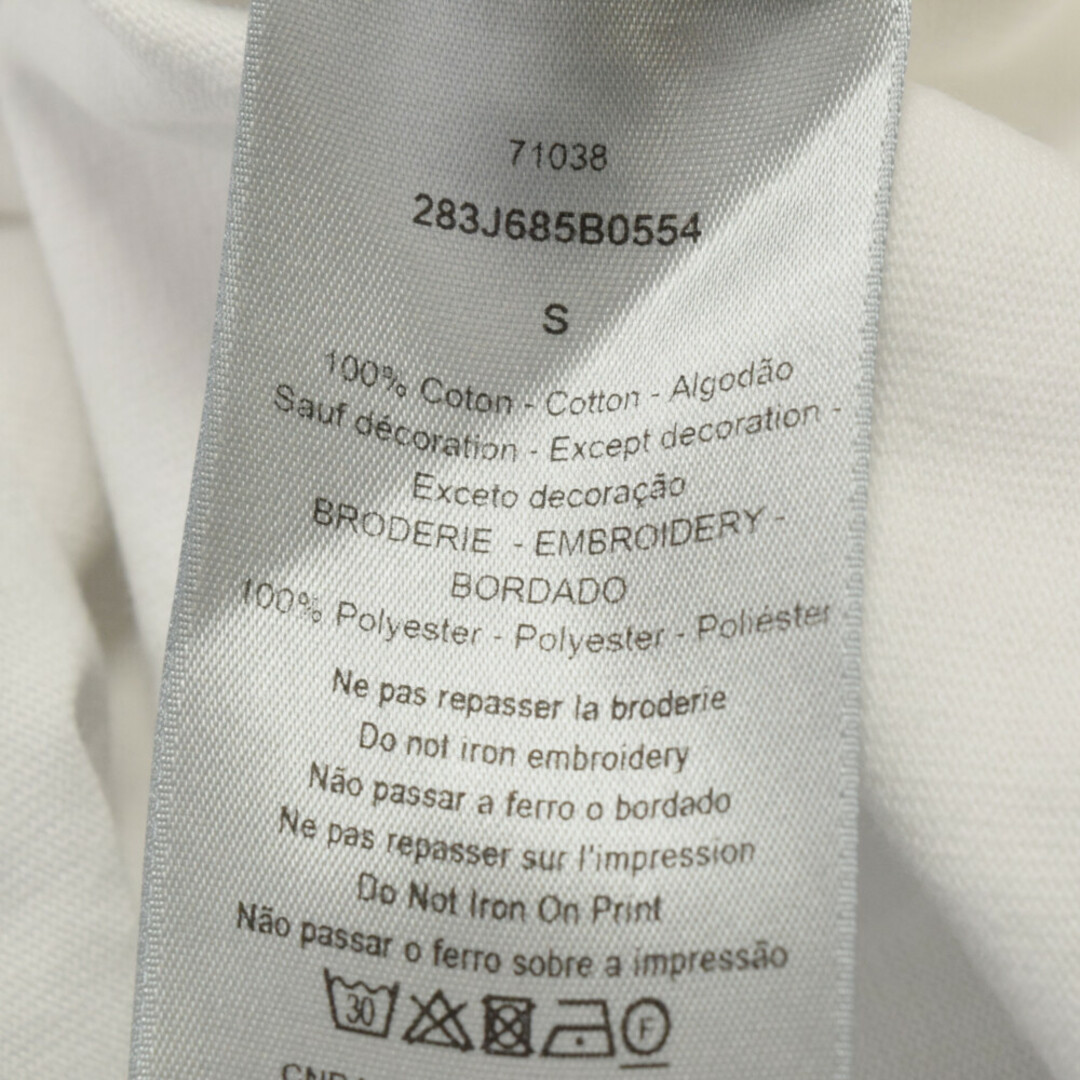 71038
283J685B0554
S
100% Coton - Cotton - Algodão
Sauf décoration - Except decoration -
Exceto decoração
BRODERIE - EMBROIDERY -
BORDADO
100% Polyester - Polyester - Poliéster
Ne pas repasser la broderie
Do not iron embroidery
Não passar a ferro o bordado
Ne pas repasser sur l'impression
Do Not Iron On Print
Não passar o ferro sobre a impressão
30 F